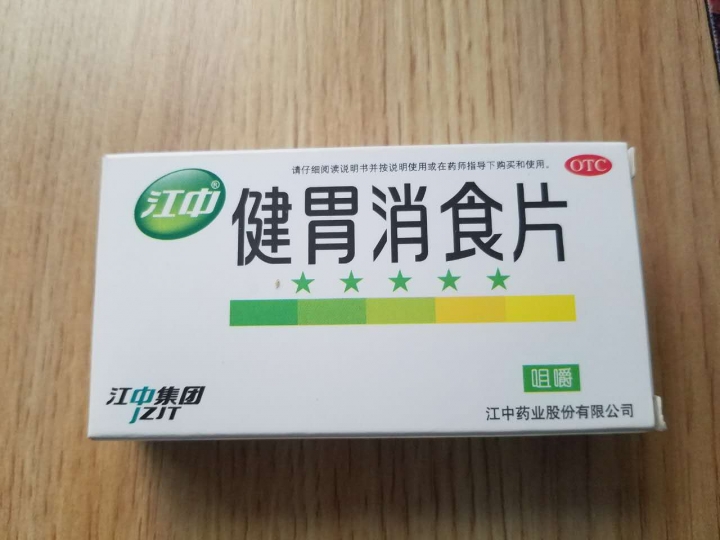 请仔细阅读说明书并按说明使用或在药师指导下购买和使用。
OTC
江中®
健胃消食片
咀嚼
江中集团
JZJT
江中药业股份有限公司